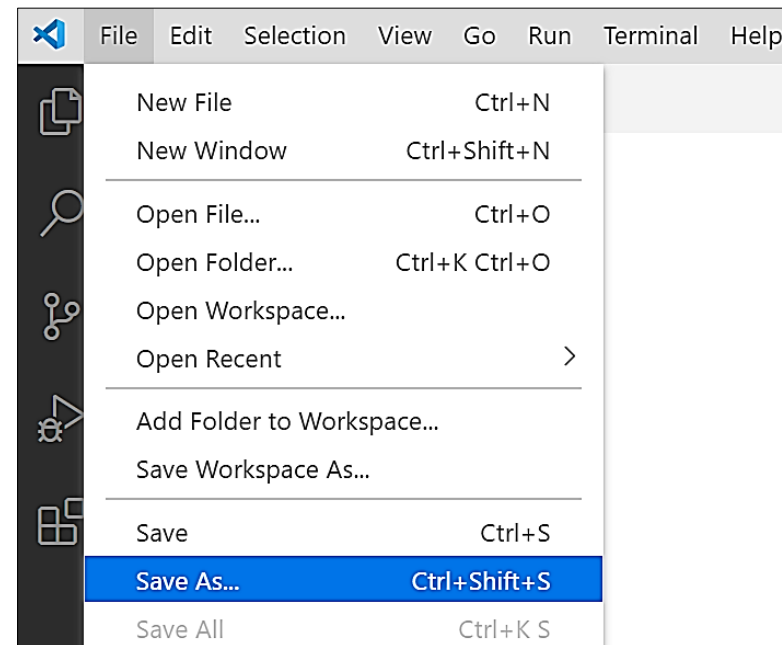 File Edit Selection View Go Run Terminal Help
New File Ctrl+N
New Window Ctrl+Shift+N
Open File... Ctrl+O
Open Folder... Ctrl+K Ctrl+O
Open Workspace...
Open Recent
Add Folder to Workspace...
Save Workspace As...
Save Ctrl+S
Save As... Ctrl+Shift+S
Save All Ctrl+K S